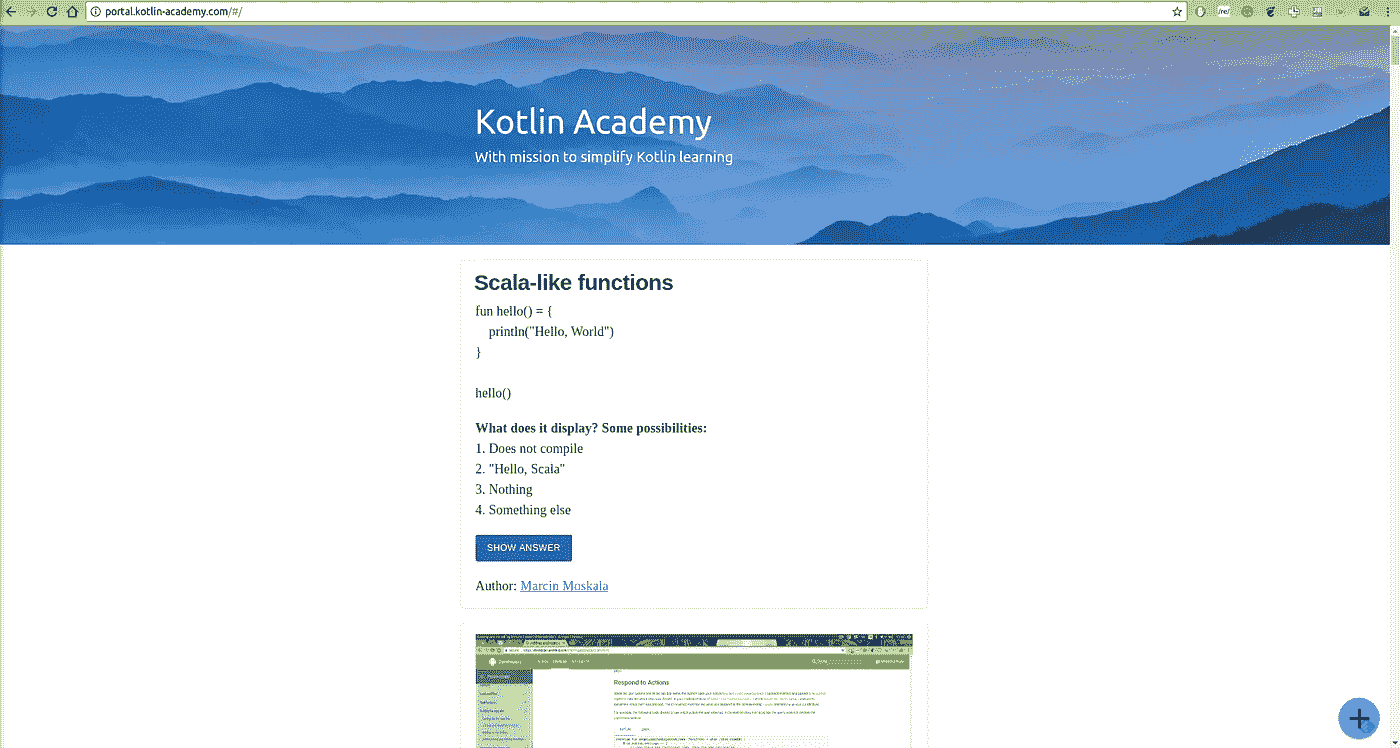 portal.kotlin-academy.com/#/
Kotlin Academy
With mission to simplify Kotlin learning
Scala-like functions
fun hello() = {
println("Hello, World")
}
hello()
What does it display? Some possibilities:
1. Does not compile
2. "Hello, Scala"
3. Nothing
4. Something else
SHOW ANSWER
Author: Marcin Moskala
Respond to Actions